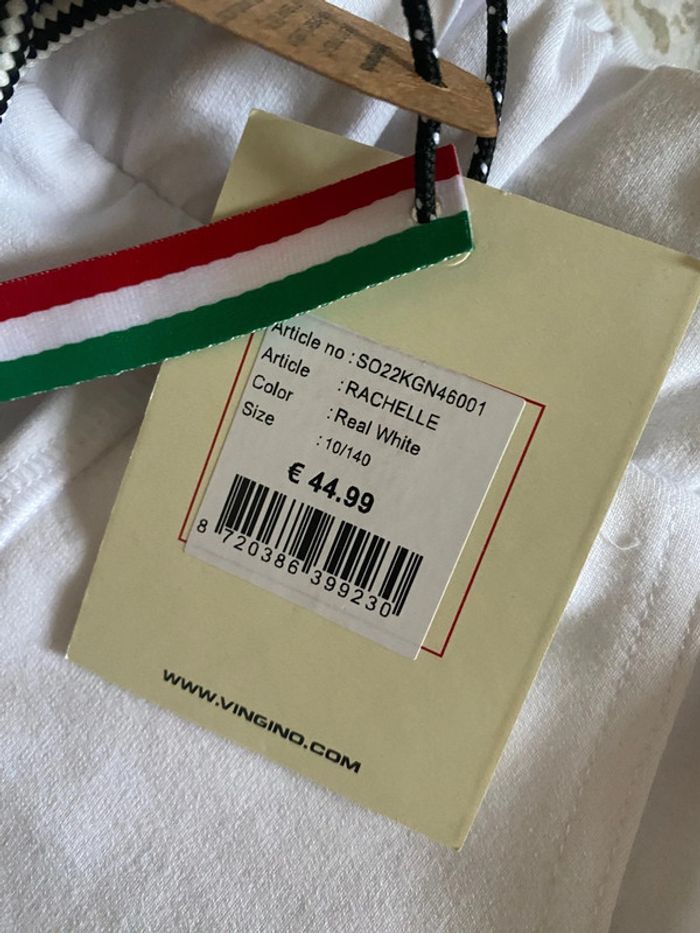 Article no : SO22KGN46001
Article : RACHELLE
Color : Real White
Size : 10/140
€ 44.99
8 720386 399230
WWW.VINGINO.COM